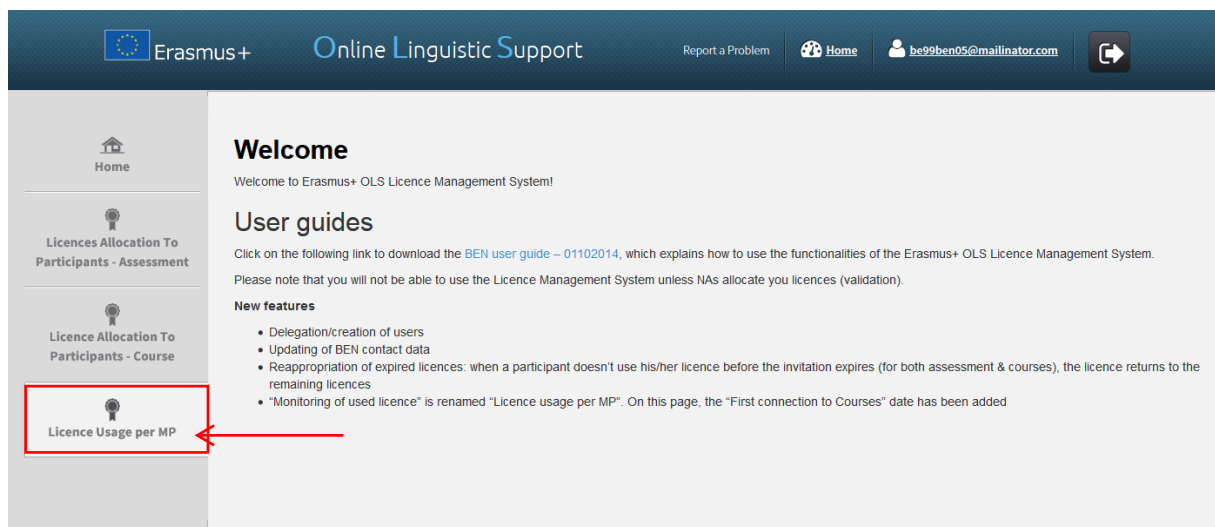 Erasmus+
Online Linguistic Support
Report a Problem
Home
be99ben05@mailinator.com
Home
Licences Allocation To
Participants - Assessment
Licence Allocation To
Participants - Course
Licence Usage per MP
Welcome
Welcome to Erasmus+ OLS Licence Management System!
User guides
Click on the following link to download the BEN user guide – 01102014, which explains how to use the functionalities of the Erasmus+ OLS Licence Management System.
Please note that you will not be able to use the Licence Management System unless NAs allocate you licences (validation).
New features
• Delegation/creation of users
• Updating of BEN contact data
• Reappropriation of expired licences: when a participant doesn't use his/her licence before the invitation expires (for both assessment & courses), the licence returns to the
remaining licences
• "Monitoring of used licence" is renamed "Licence usage per MP". On this page, the "First connection to Courses" date has been added